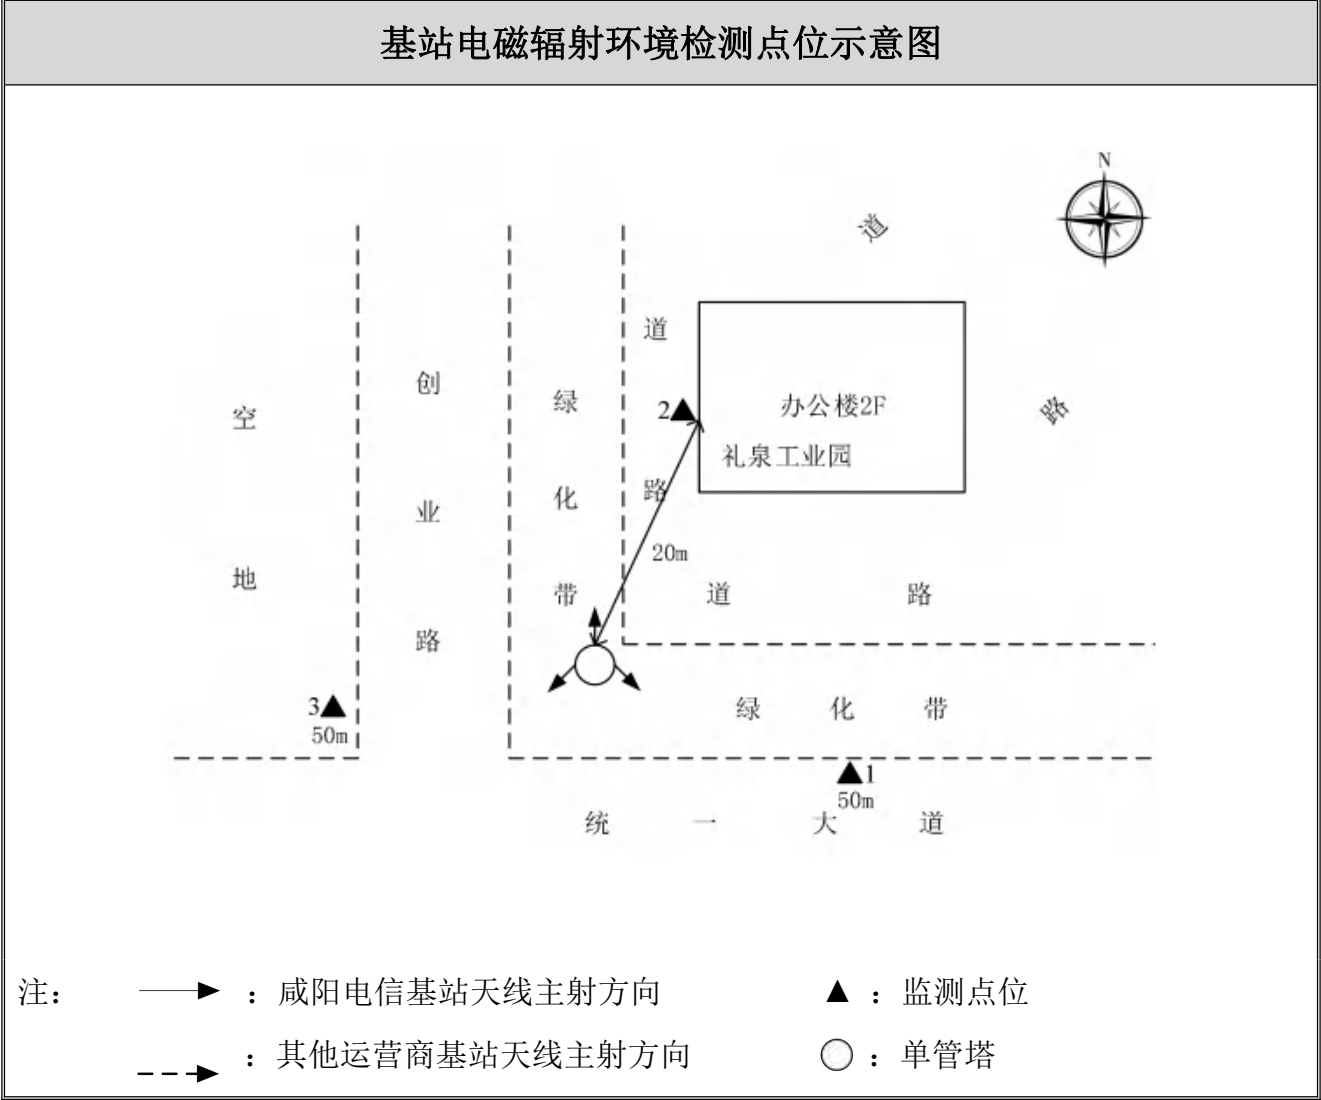 基站电磁辐射环境检测点位示意图
N
道
道
路
创业路
绿化带
空地
2
办公楼2F
礼泉工业园
路
20m
道 路
3
50m
绿 化 带
1
50m
统 一 大 道
注：
：咸阳电信基站天线主射方向
：监测点位
：其他运营商基站天线主射方向
：单管塔